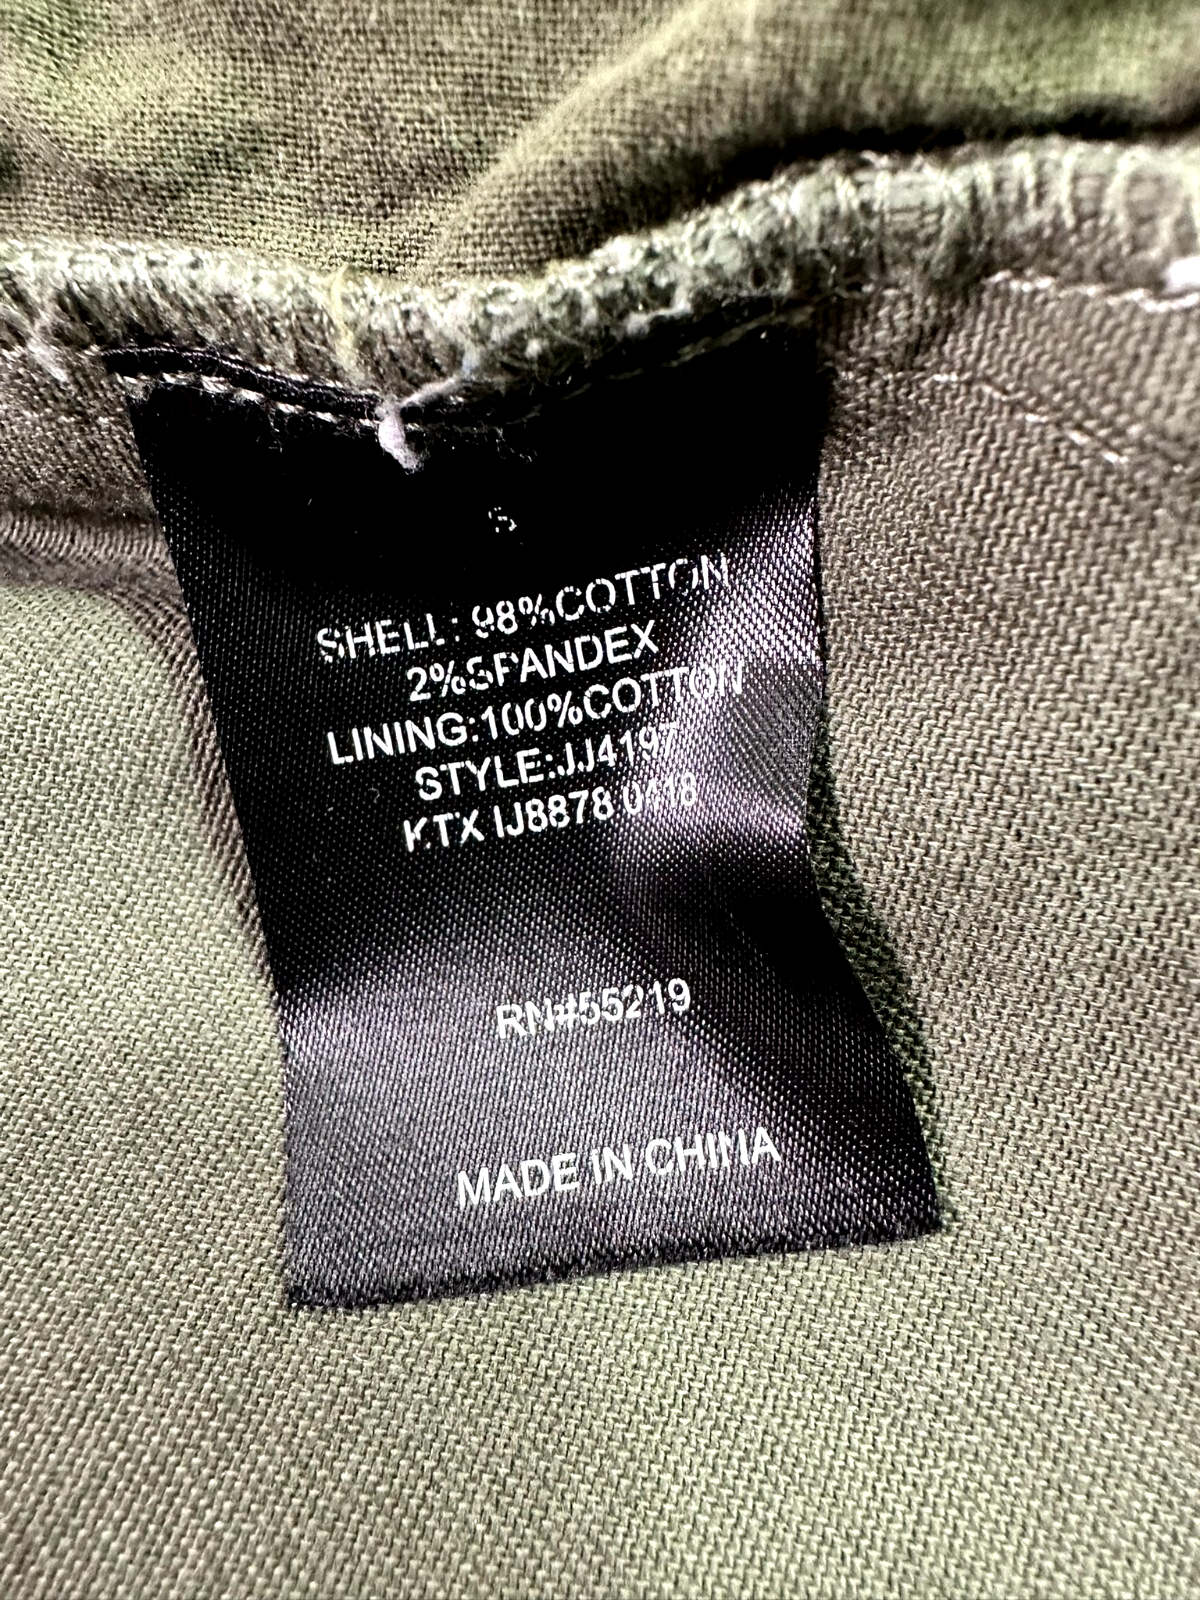 S
SHELL: 98%COTTON
2%SPANDEX
LINING:100%COTTON
STYLE:JJ4197
KTX IJ8878 0418
RN#55219
MADE IN CHINA